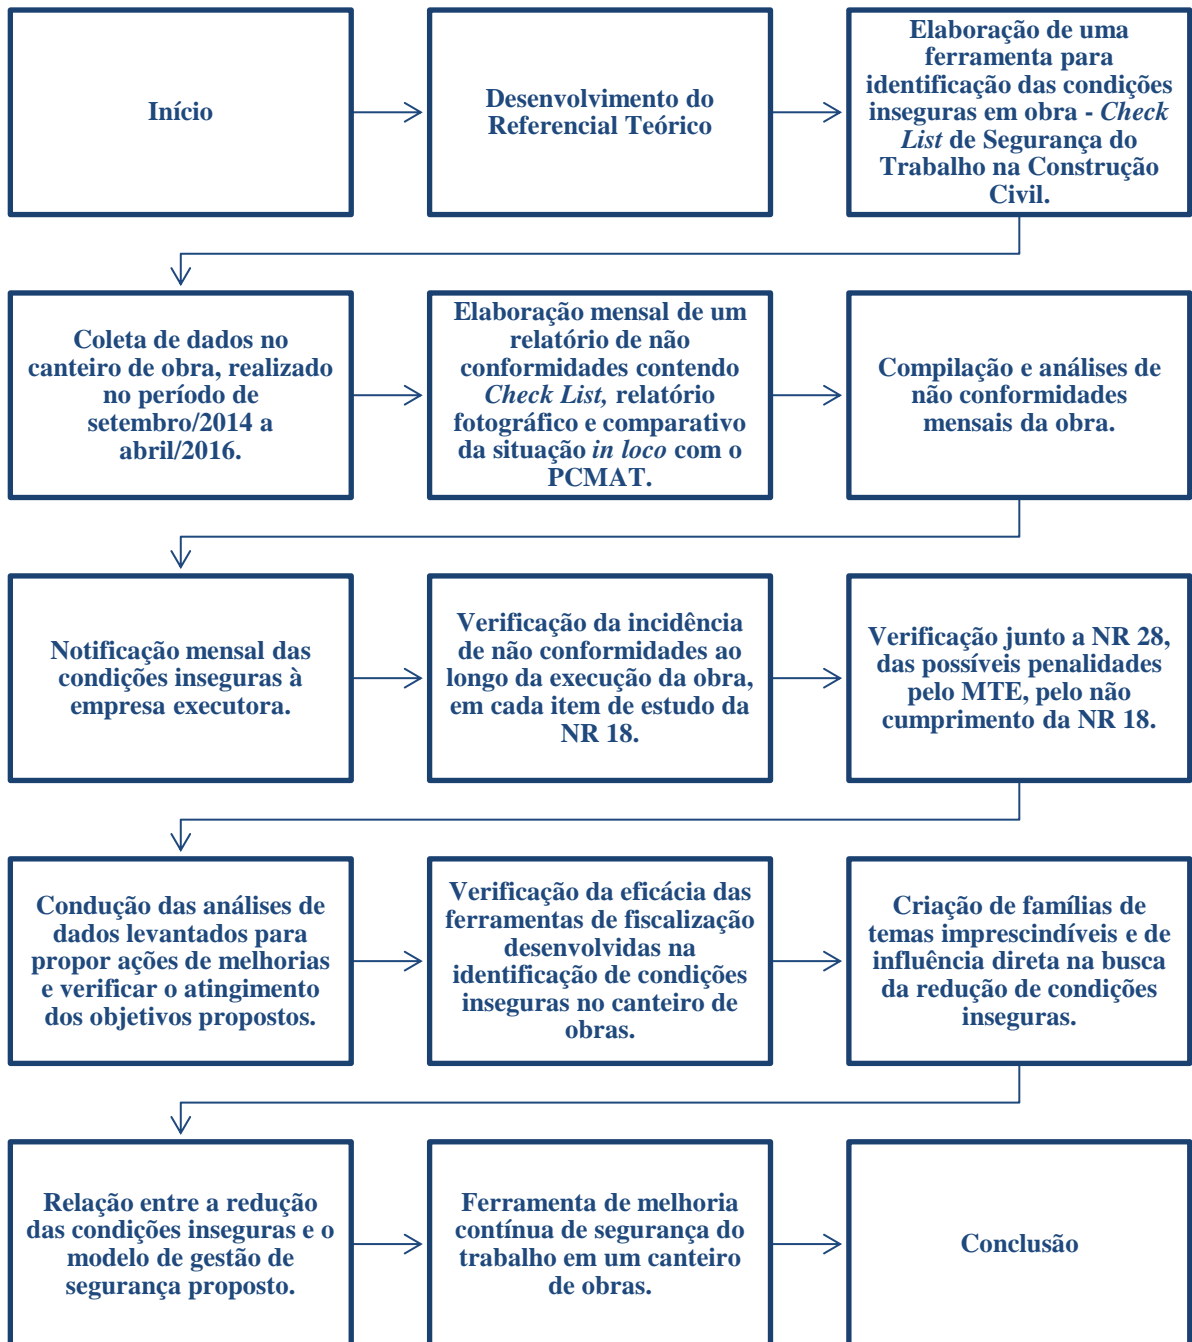 Início
Desenvolvimento do
Referencial Teórico
Elaboração de uma
ferramenta para
identificação das condições
inseguras em obra - Check
List de Segurança do
Trabalho na Construção
Civil.
Coleta de dados no
canteiro de obra, realizado
no período de
setembro/2014 a
abril/2016.
Elaboração mensal de um
relatório de não
conformidades contendo
Check List, relatório
fotográfico e comparativo
da situação in loco com o
PCMAT.
Compilação e análises de
não conformidades
mensais da obra.
Notificação mensal das
condições inseguras à
empresa executora.
Verificação da incidência
de não conformidades ao
longo da execução da obra,
em cada item de estudo da
NR 18.
Verificação junto a NR 28,
das possíveis penalidades
pelo MTE, pelo não
cumprimento da NR 18.
Condução das análises de
dados levantados para
propor ações de melhorias
e verificar o atingimento
dos objetivos propostos.
Verificação da eficácia das
ferramentas de fiscalização
desenvolvidas na
identificação de condições
inseguras no canteiro de
obras.
Criação de famílias de
temas imprescindíveis e de
influência direta na busca
da redução de condições
inseguras.
Relação entre a redução
das condições inseguras e o
modelo de gestão de
segurança proposto.
Ferramenta de melhoria
contínua de segurança do
trabalho em um canteiro
de obras.
Conclusão